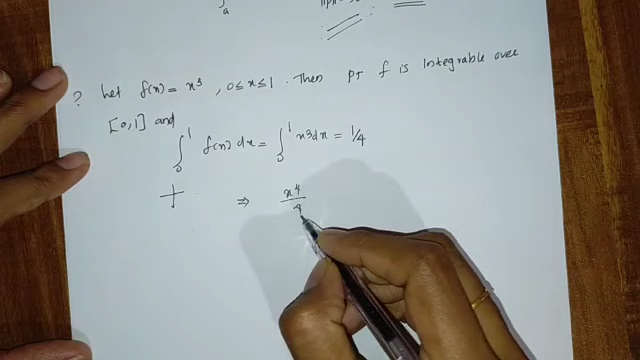 ∫ₐ
? Let f(x) = x³, 0 ≤ x ≤ 1. Then PT f is integrable over
[0,1] and
∫₀¹ f(x) dx = ∫₀¹ x³dx = 1/4
⇒ x⁴/4